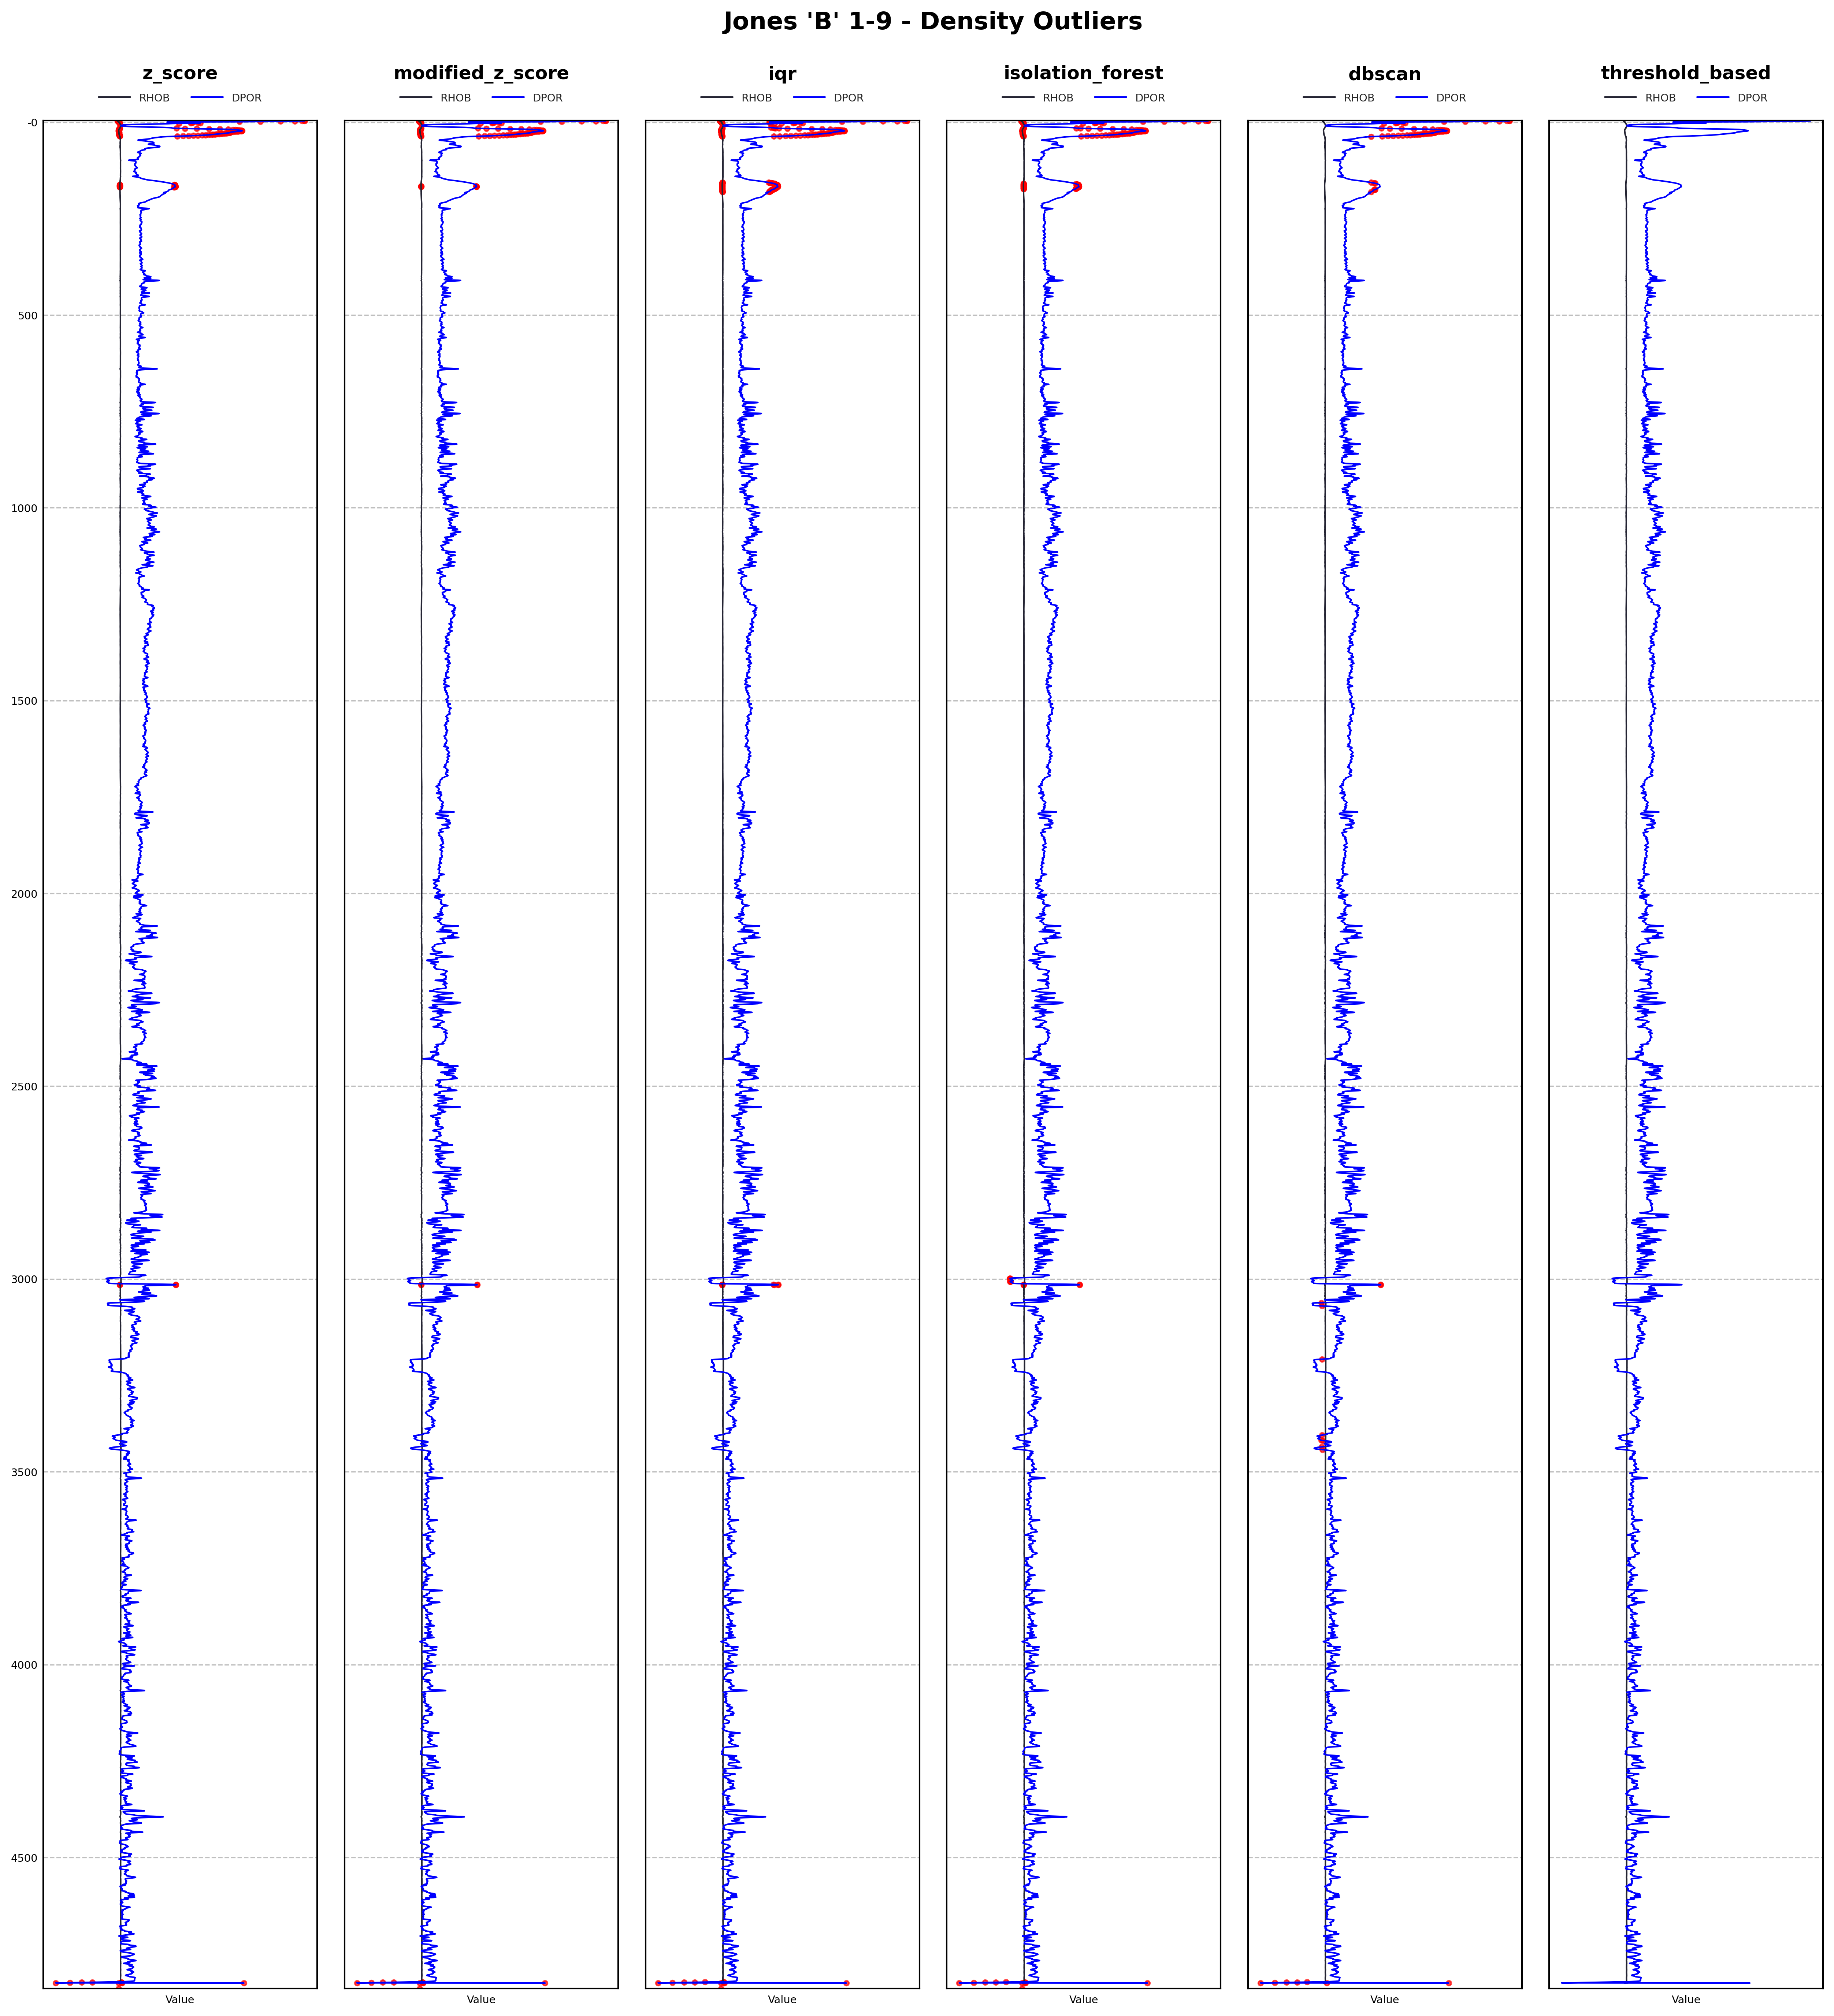 Jones 'B' 1-9 - Density Outliers
z_score modified_z_score iqr isolation_forest dbscan threshold_based
RHOB DPOR RHOB DPOR RHOB DPOR RHOB DPOR RHOB DPOR RHOB DPOR
-0
500
1000
1500
2000
2500
3000
3500
4000
4500
Value Value Value Value Value Value